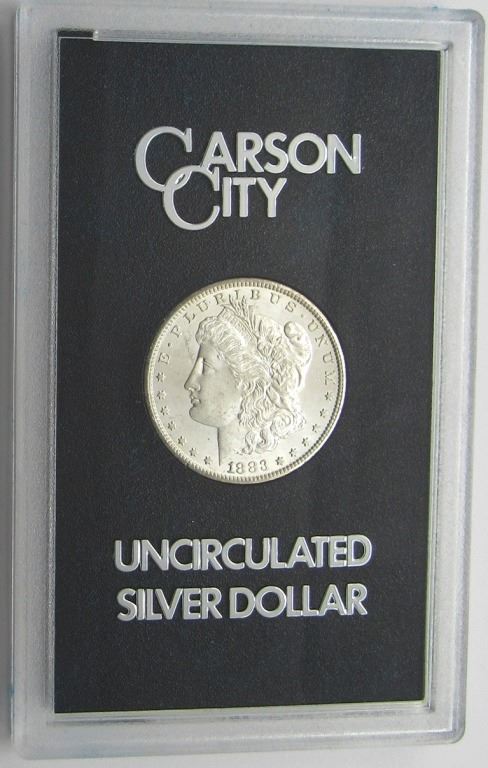 CARSON
CITY
E · PLURIBUS · UNUM
1883
UNCIRCULATED
SILVER DOLLAR